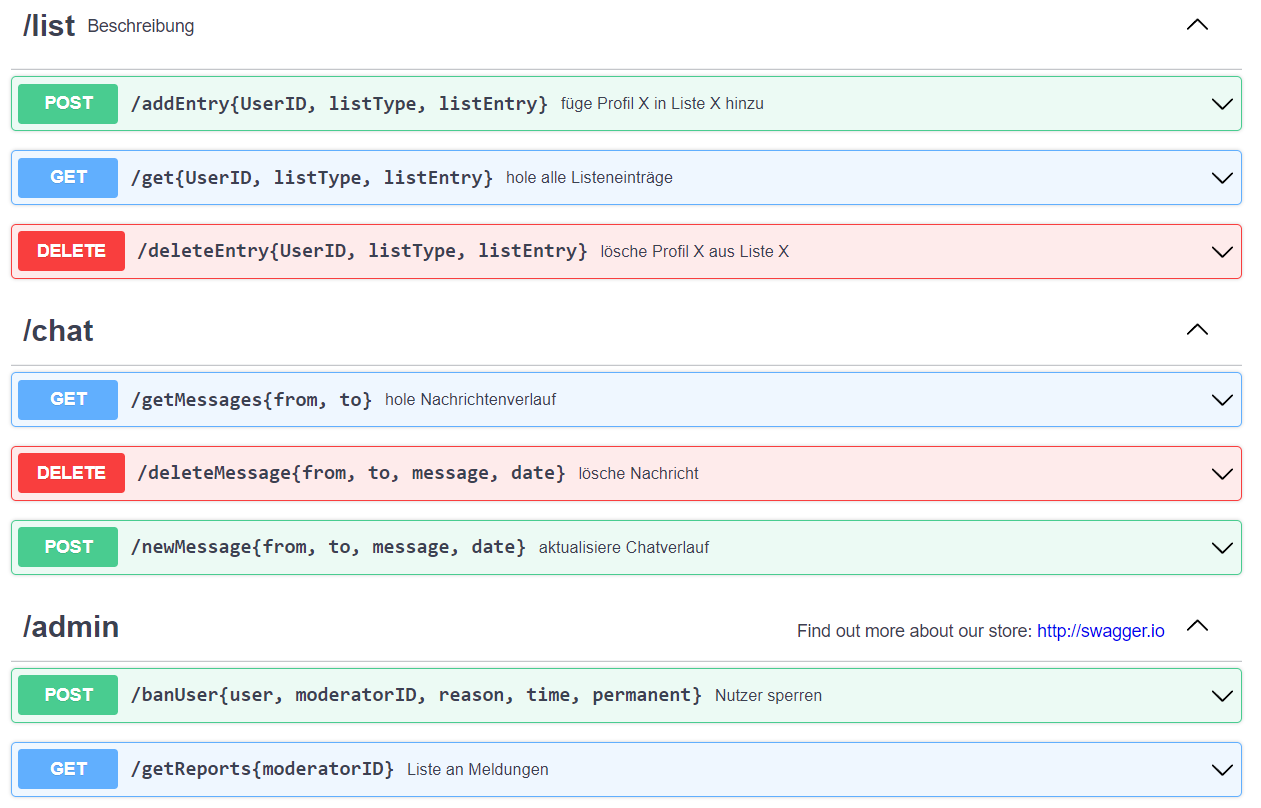 /list Beschreibung
POST /addEntry{UserID, listType, listEntry} füge Profil X in Liste X hinzu
GET /get{UserID, listType, listEntry} hole alle Listeneinträge
DELETE /deleteEntry{UserID, listType, listEntry} lösche Profil X aus Liste X
/chat
GET /getMessages{from, to} hole Nachrichtenverlauf
DELETE /deleteMessage{from, to, message, date} lösche Nachricht
POST /newMessage{from, to, message, date} aktualisiere Chatverlauf
/admin Find out more about our store: http://swagger.io
POST /banUser{user, moderatorID, reason, time, permanent} Nutzer sperren
GET /getReports{moderatorID} Liste an Meldungen